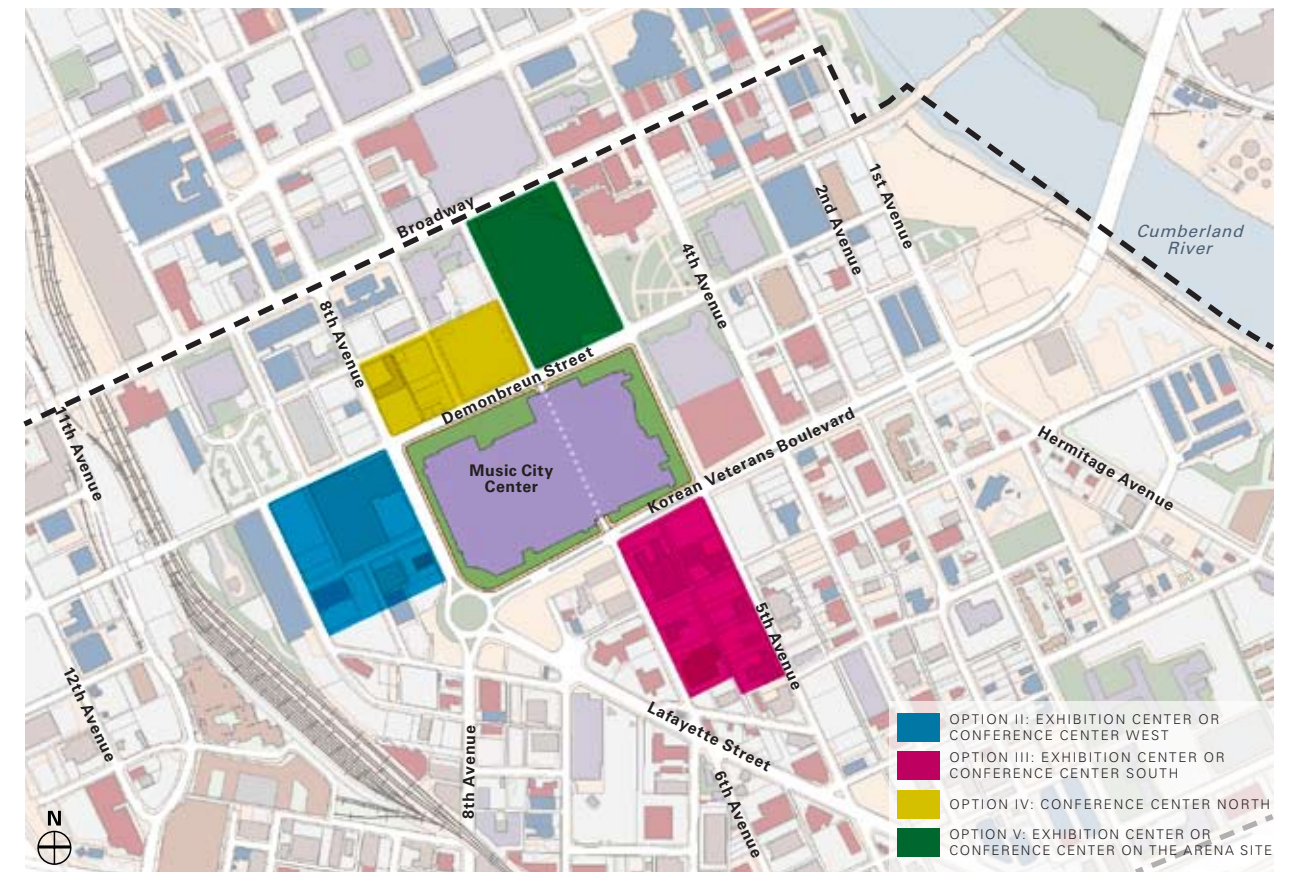 Broadway
1st Avenue
2nd Avenue
Cumberland
River
4th Avenue
8th Avenue
Demonbreun Street
11th Avenue
Music City
Center
Korean Veterans Boulevard
Hermitage Avenue
5th Avenue
12th Avenue
Lafayette Street
8th Avenue
6th Avenue
N
OPTION II: EXHIBITION CENTER OR
CONFERENCE CENTER WEST
OPTION III: EXHIBITION CENTER OR
CONFERENCE CENTER SOUTH
OPTION IV: CONFERENCE CENTER NORTH
OPTION V: EXHIBITION CENTER OR
CONFERENCE CENTER ON THE ARENA SITE